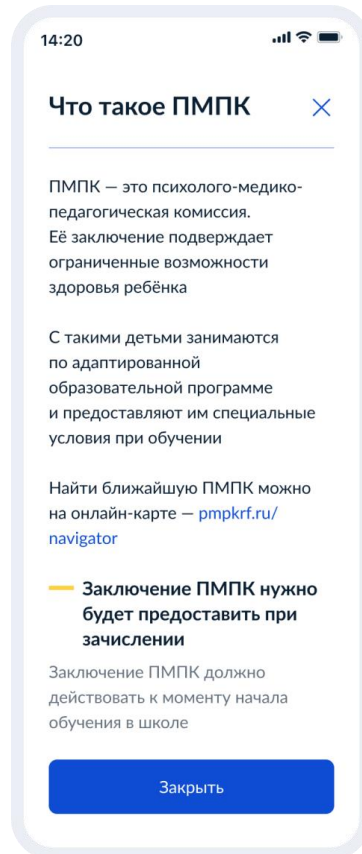 14:20
Что такое ПМПК
ПМПК — это психолого-медико-
педагогическая комиссия.
Её заключение подтверждает
ограниченные возможности
здоровья ребёнка
С такими детьми занимаются
по адаптированной
образовательной программе
и предоставляют им специальные
условия при обучении
Найти ближайшую ПМПК можно
на онлайн-карте — pmpkrf.ru/
navigator
Заключение ПМПК нужно
будет предоставить при
зачислении
Заключение ПМПК должно
действовать к моменту начала
обучения в школе
Закрыть